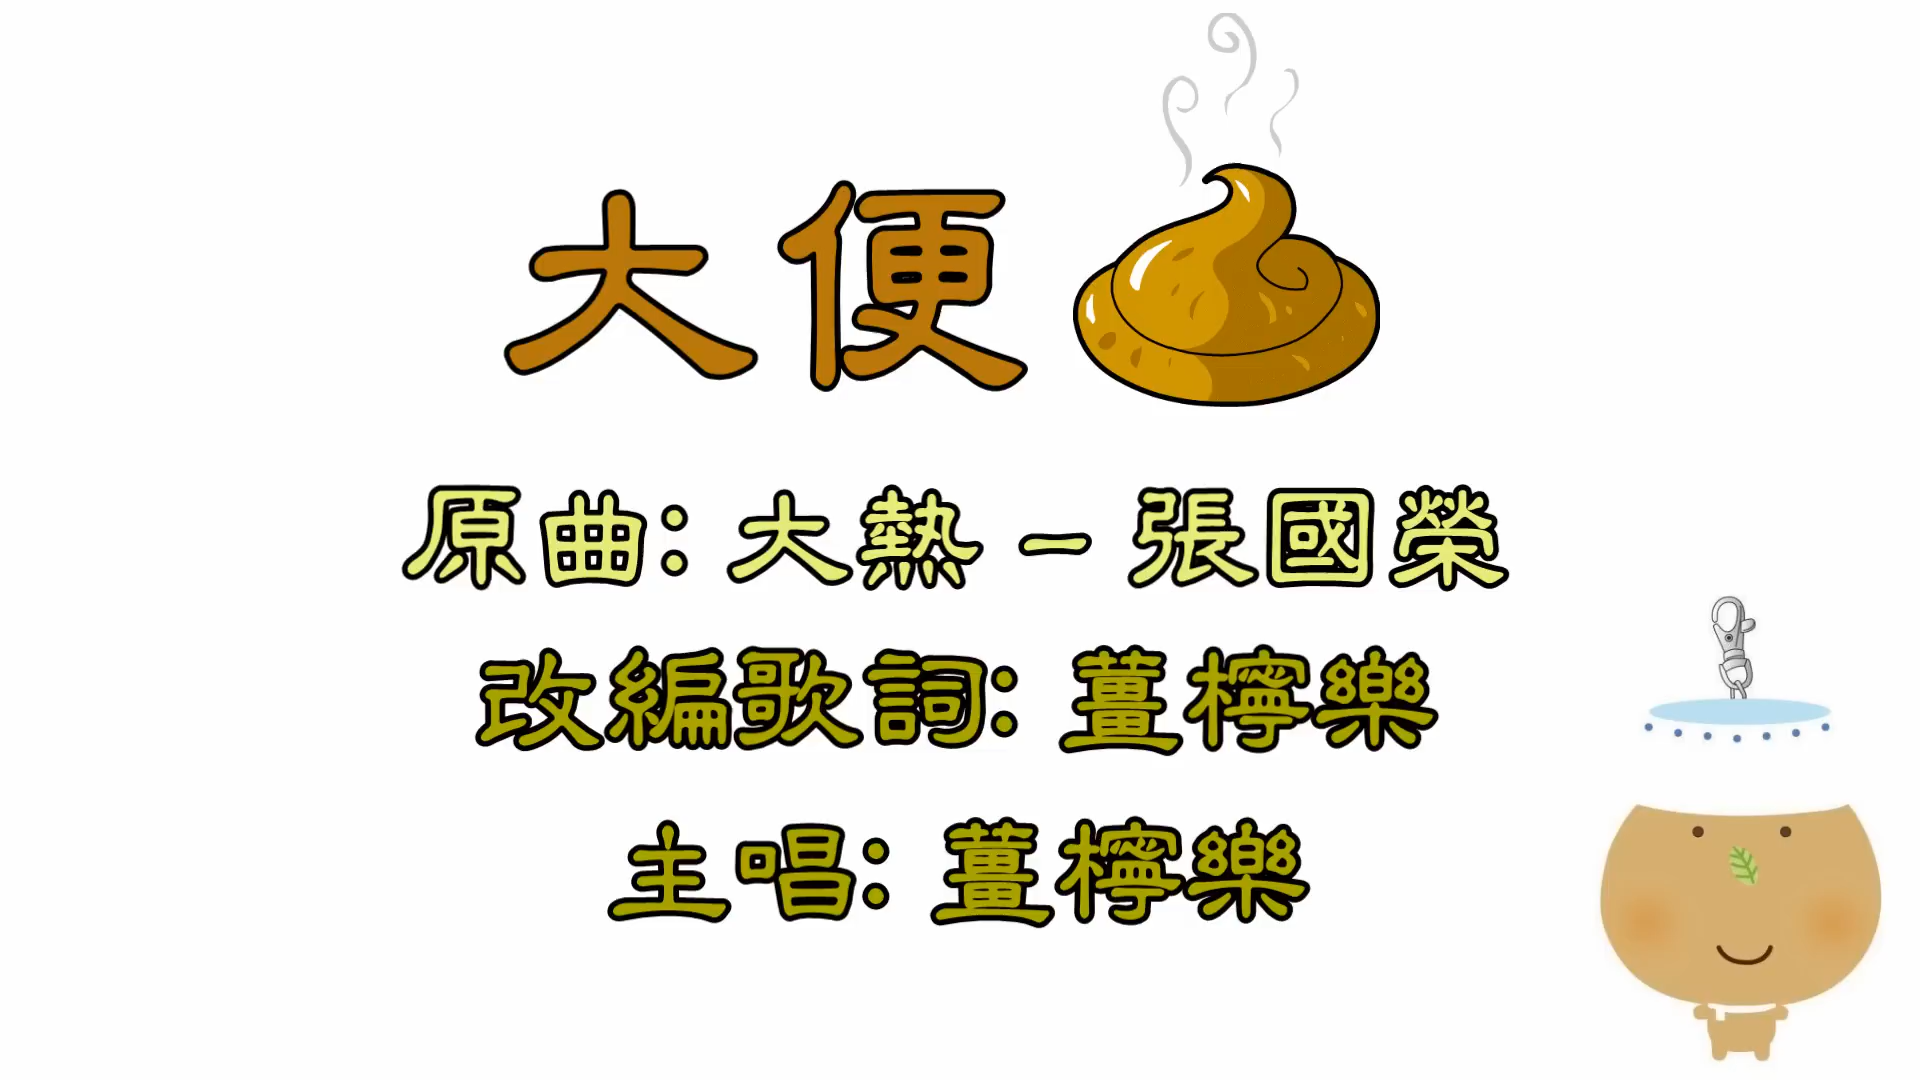 大便
原曲: 大熱 – 張國榮
改編歌詞: 薑檸樂
主唱: 薑檸樂